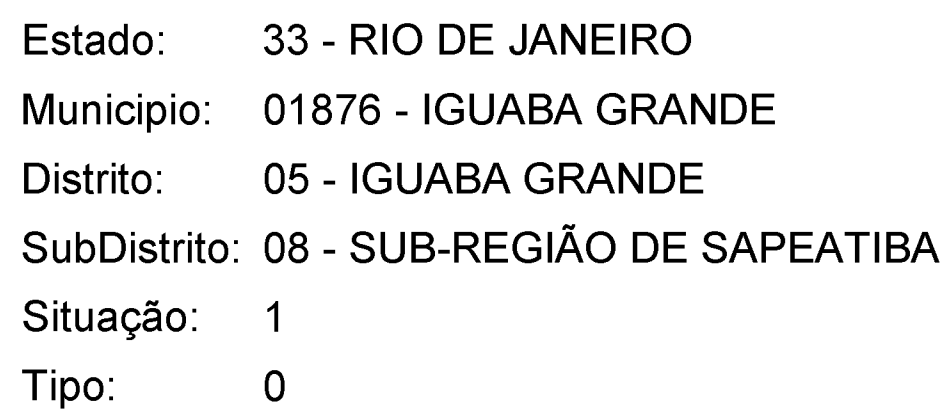 Estado: 33 - RIO DE JANEIRO
Municipio: 01876 - IGUABA GRANDE
Distrito: 05 - IGUABA GRANDE
SubDistrito: 08 - SUB-REGIÃO DE SAPEATIBA
Situação: 1
Tipo: 0